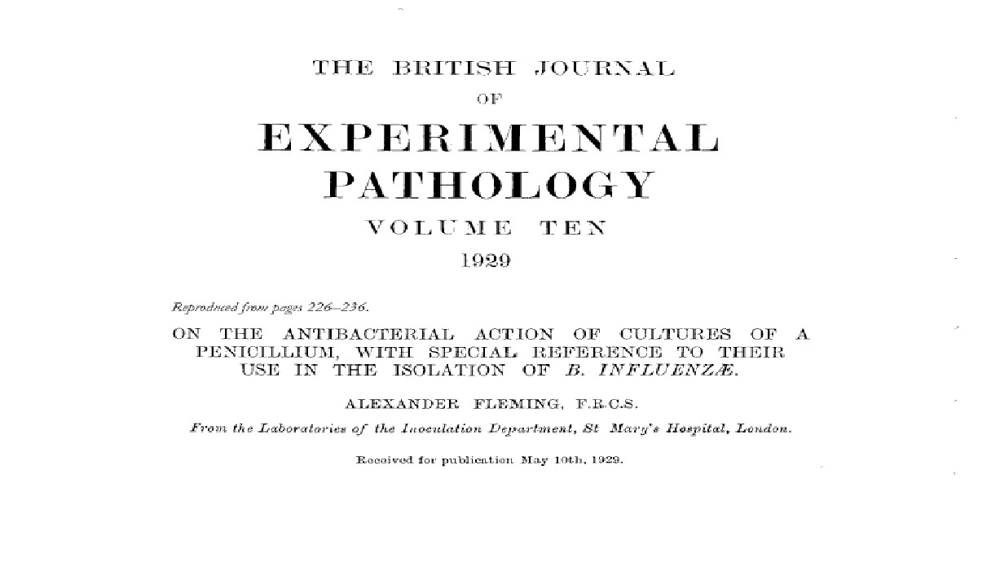 THE BRITISH JOURNAL
OF
EXPERIMENTAL
PATHOLOGY
VOLUME TEN
1929
Reproduced from pages 226–236.
ON THE ANTIBACTERIAL ACTION OF CULTURES OF A
PENICILLIUM, WITH SPECIAL REFERENCE TO THEIR
USE IN THE ISOLATION OF B. INFLUENZÆ.
ALEXANDER FLEMING, F.R.C.S.
From the Laboratories of the Inoculation Department, St Mary's Hospital, London.
Received for publication May 10th, 1929.